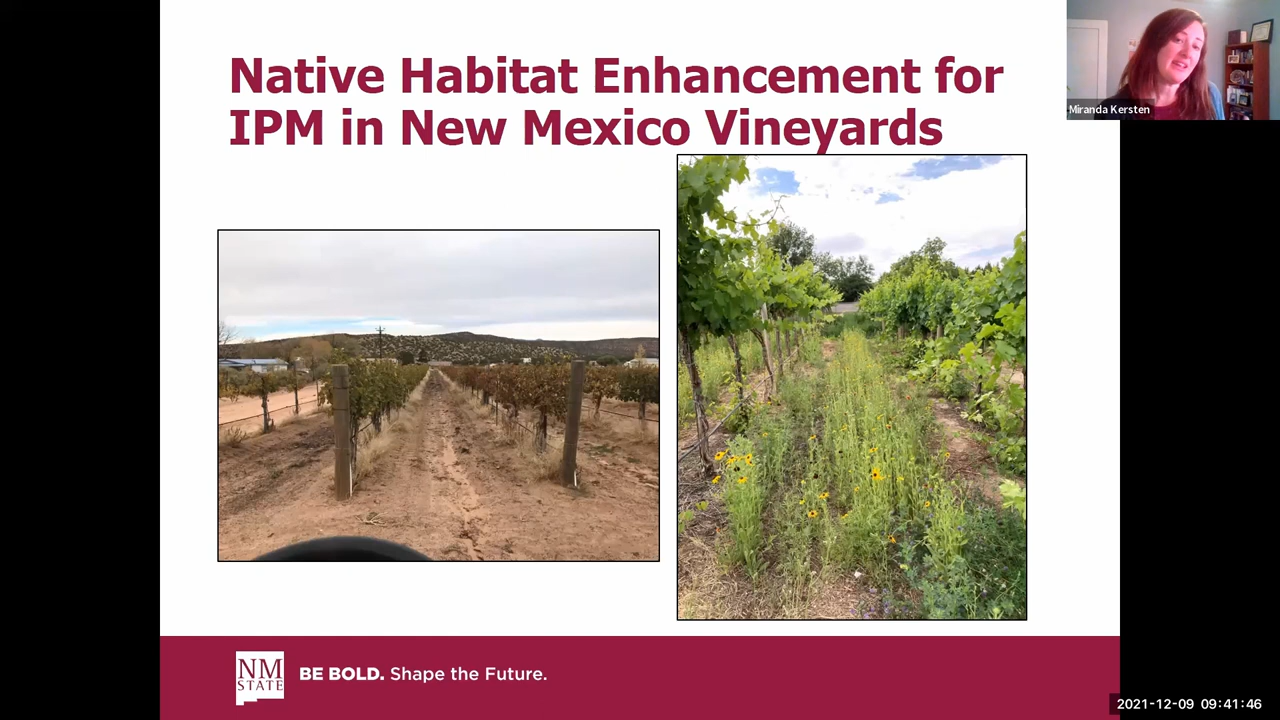 Native Habitat Enhancement for
IPM in New Mexico Vineyards
Miranda Kersten
NM
STATE
BE BOLD. Shape the Future.
2021-12-09 09:41:46